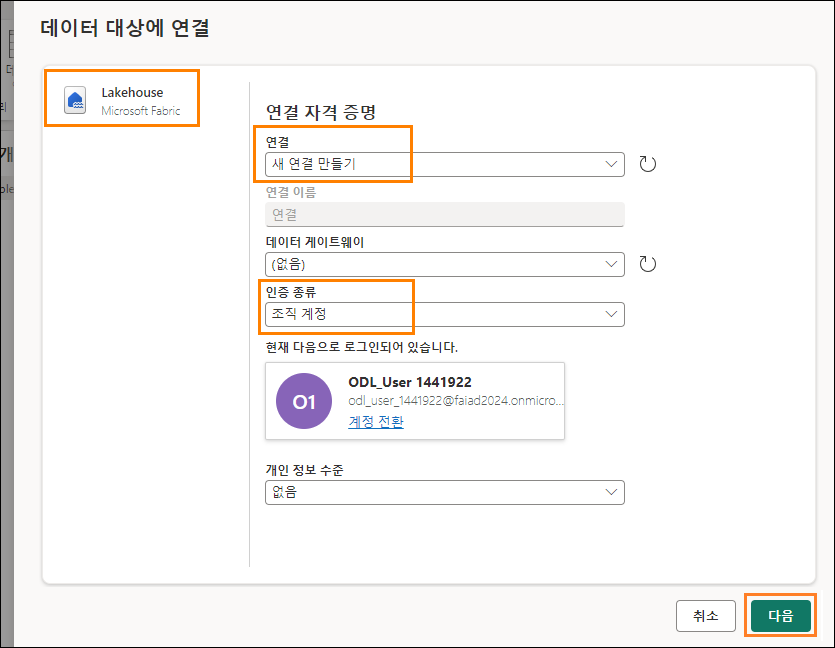 데이터 대상에 연결
Lakehouse
Microsoft Fabric
연결 자격 증명
연결
새 연결 만들기
연결 이름
연결
데이터 게이트웨이
(없음)
인증 종류
조직 계정
현재 다음으로 로그인되어 있습니다.
O1
ODL_User 1441922
odl_user_1441922@faiad2024.onmicro...
계정 전환
개인 정보 수준
없음
취소
다음